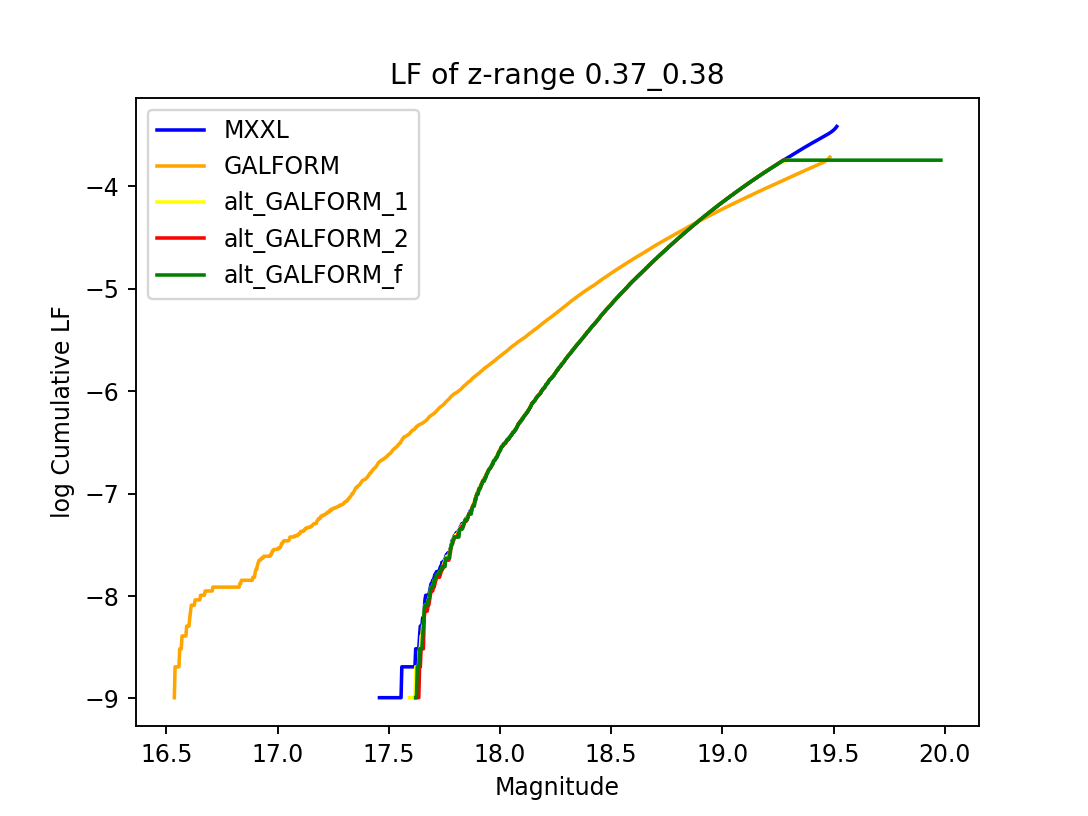 LF of z-range 0.37_0.38
MXXL
GALFORM
alt_GALFORM_1
alt_GALFORM_2
alt_GALFORM_f
log Cumulative LF
−4
−5
−6
−7
−8
−9
16.5 17.0 17.5 18.0 18.5 19.0 19.5 20.0
Magnitude